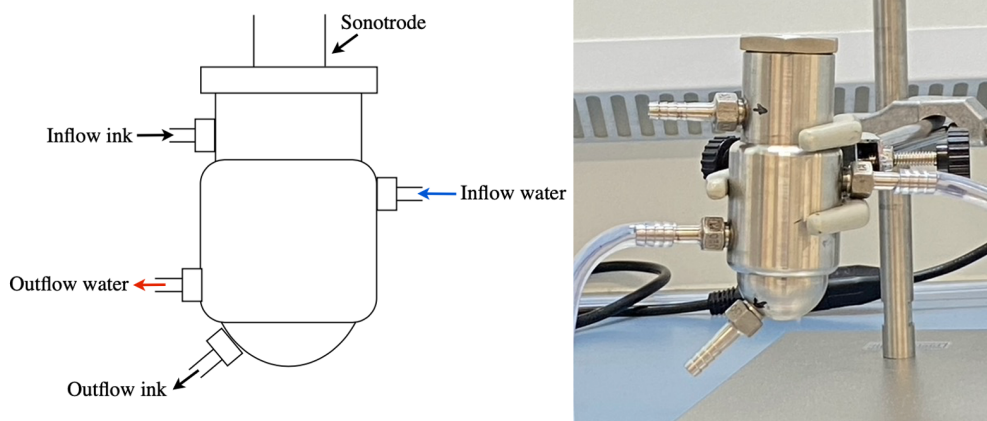 Sonotrode
Inflow ink
Inflow water
Outflow water
Outflow ink